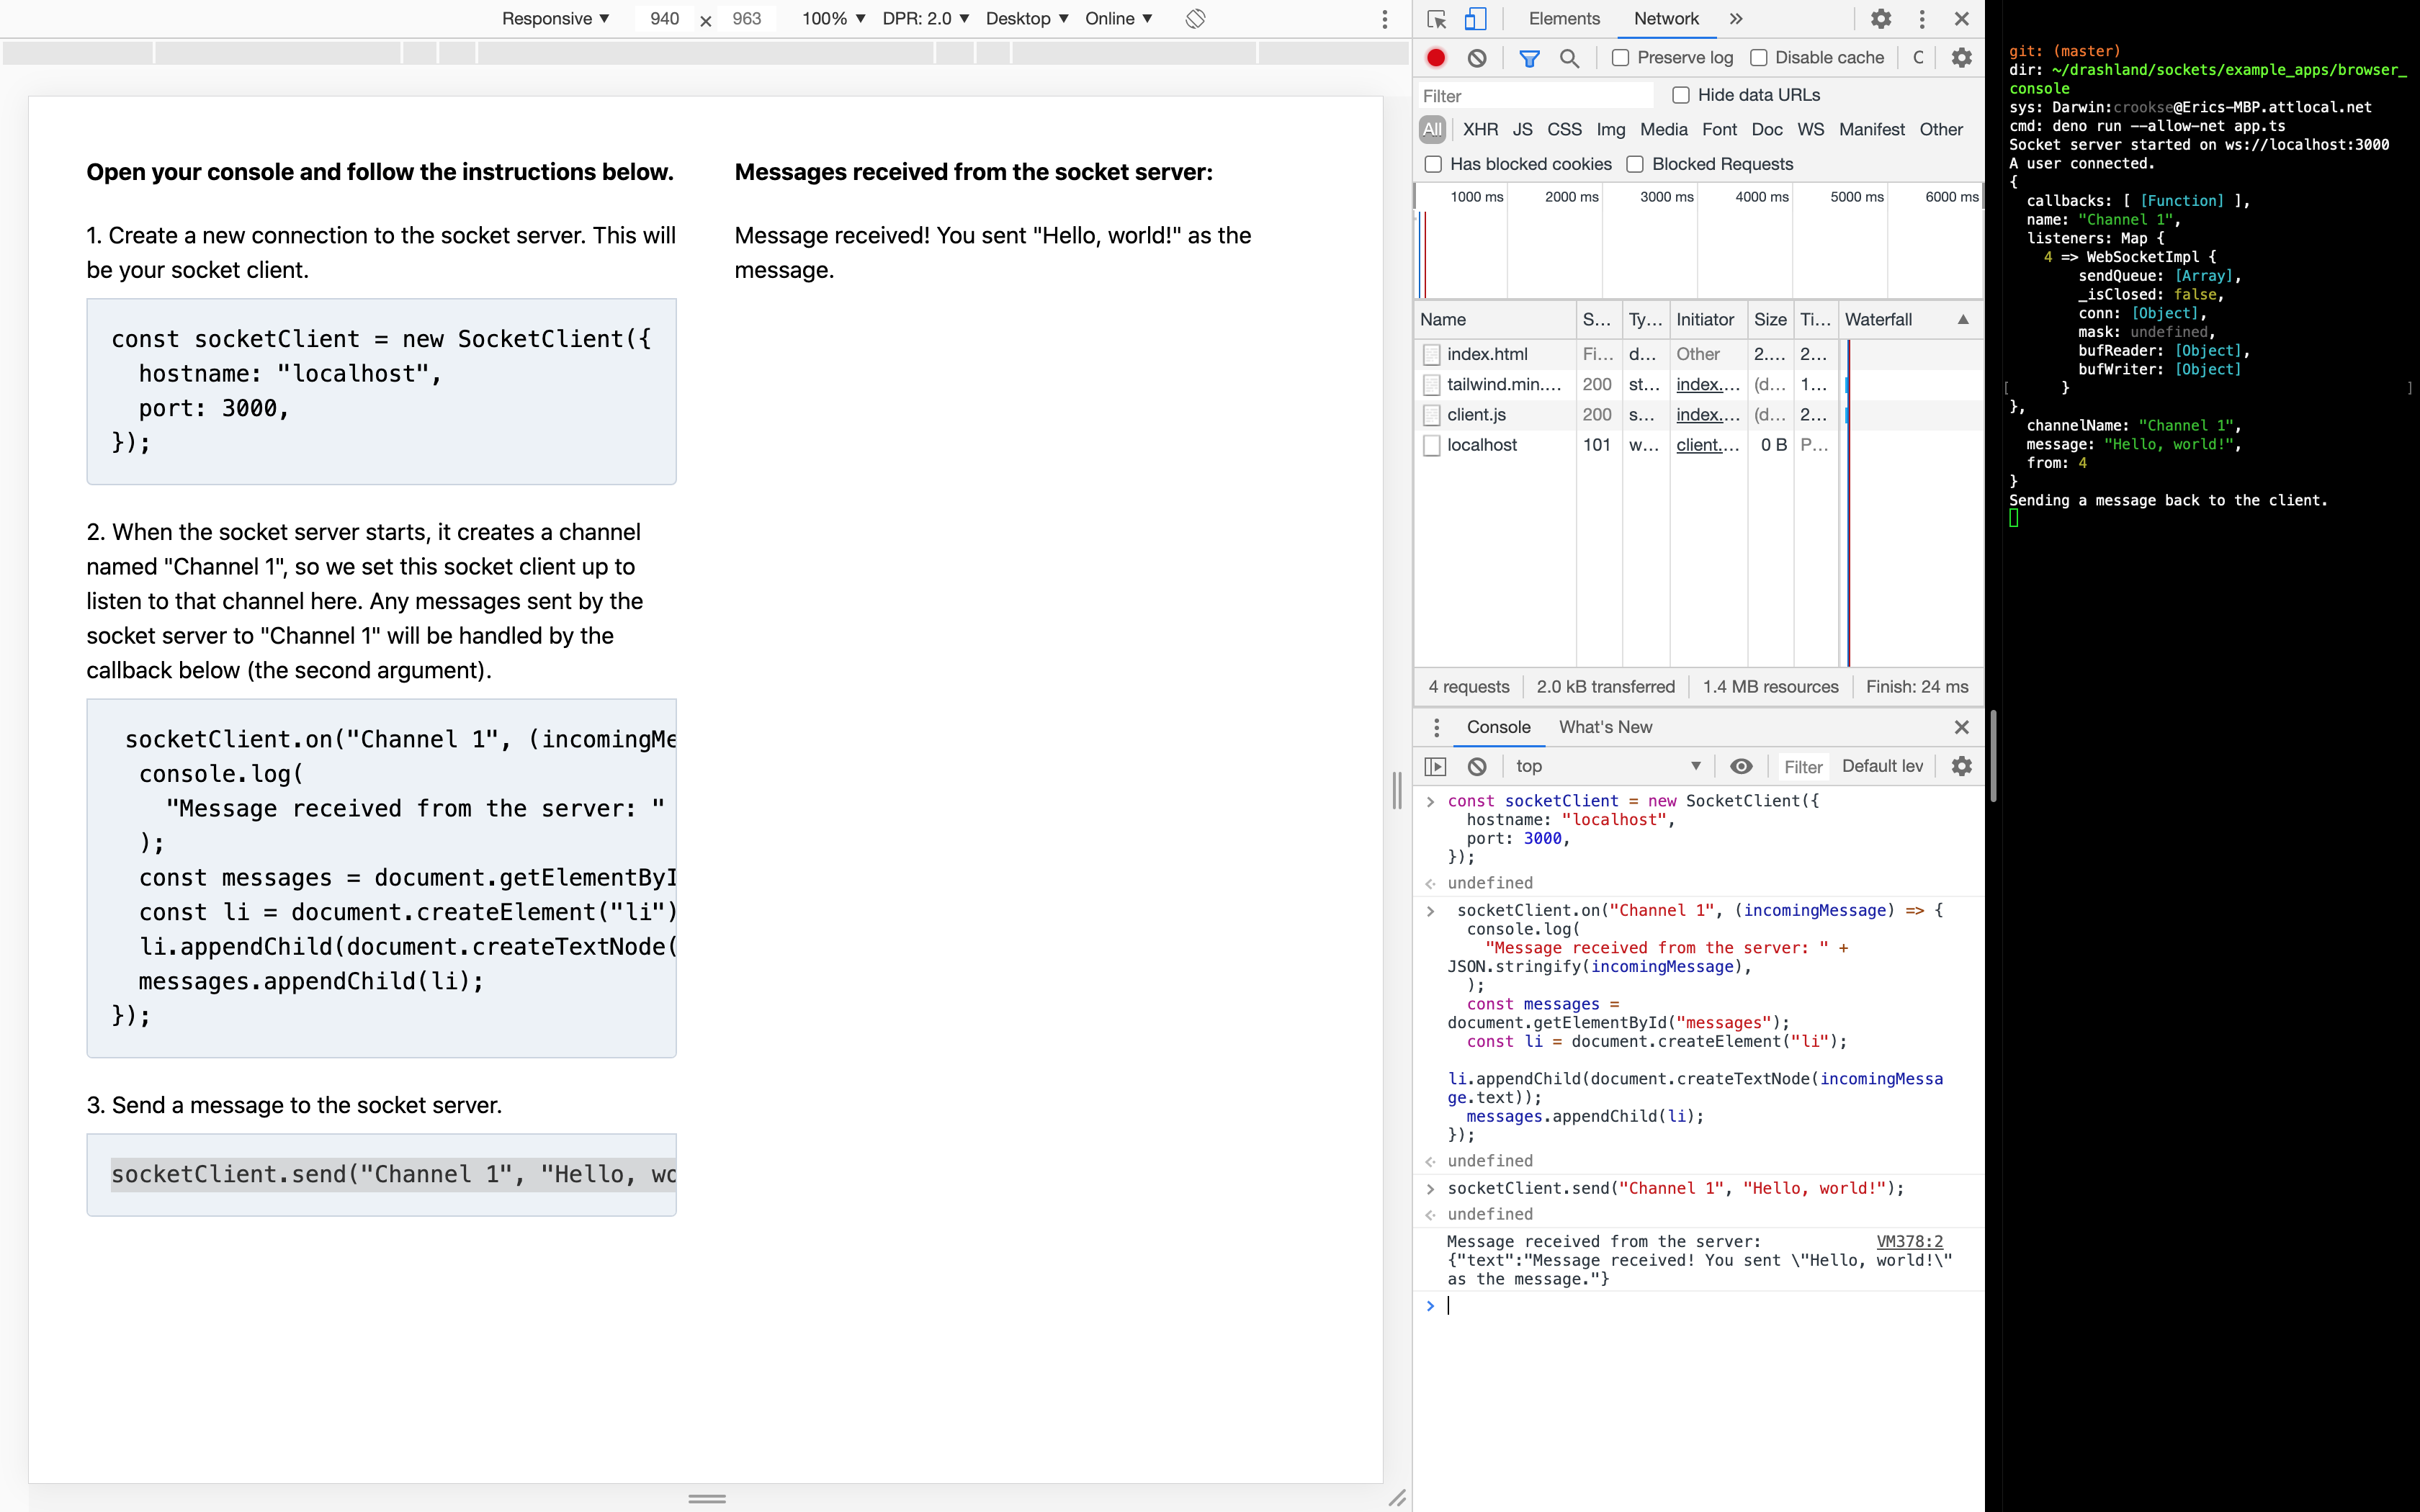 Responsive ▼ 940 × 963 100% ▼ DPR: 2.0 ▼ Desktop ▼ Online ▼
Open your console and follow the instructions below.
1. Create a new connection to the socket server. This will
be your socket client.
const socketClient = new SocketClient({
  hostname: "localhost",
  port: 3000,
});
2. When the socket server starts, it creates a channel
named "Channel 1", so we set this socket client up to
listen to that channel here. Any messages sent by the
socket server to "Channel 1" will be handled by the
callback below (the second argument).
 socketClient.on("Channel 1", (incomingMe
  console.log(
    "Message received from the server: "
  );
  const messages = document.getElementByI
  const li = document.createElement("li")
  li.appendChild(document.createTextNode(
  messages.appendChild(li);
});
3. Send a message to the socket server.
socketClient.send("Channel 1", "Hello, wo
Messages received from the socket server:
Message received! You sent "Hello, world!" as the
message.
Elements Network »
Preserve log Disable cache
Filter Hide data URLs
All XHR JS CSS Img Media Font Doc WS Manifest Other
Has blocked cookies Blocked Requests
1000 ms 2000 ms 3000 ms 4000 ms 5000 ms 6000 ms
Name S... Ty... Initiator Size Ti... Waterfall ▲
index.html Fi... d... Other 2.... 2...
tailwind.min.... 200 st... index.... (d... 1...
client.js 200 s... index.... (d... 2...
localhost 101 w... client.... 0 B P...
4 requests 2.0 kB transferred 1.4 MB resources Finish: 24 ms
Console What's New
top ▼ Filter Default lev
> const socketClient = new SocketClient({
  hostname: "localhost",
  port: 3000,
});
undefined
>  socketClient.on("Channel 1", (incomingMessage) => {
  console.log(
    "Message received from the server: " +
JSON.stringify(incomingMessage),
  );
  const messages =
document.getElementById("messages");
  const li = document.createElement("li");
li.appendChild(document.createTextNode(incomingMessa
ge.text));
  messages.appendChild(li);
});
undefined
> socketClient.send("Channel 1", "Hello, world!");
undefined
Message received from the server: VM378:2
{"text":"Message received! You sent \"Hello, world!\"
as the message."}
>
git: (master)
dir: ~/drashland/sockets/example_apps/browser_
console
sys: Darwin:crookse@Erics-MBP.attlocal.net
cmd: deno run --allow-net app.ts
Socket server started on ws://localhost:3000
A user connected.
{
  callbacks: [ [Function] ],
  name: "Channel 1",
  listeners: Map {
    4 => WebSocketImpl {
        sendQueue: [Array],
        _isClosed: false,
        conn: [Object],
        mask: undefined,
        bufReader: [Object],
        bufWriter: [Object]
[      } ]
},
  channelName: "Channel 1",
  message: "Hello, world!",
  from: 4
}
Sending a message back to the client.